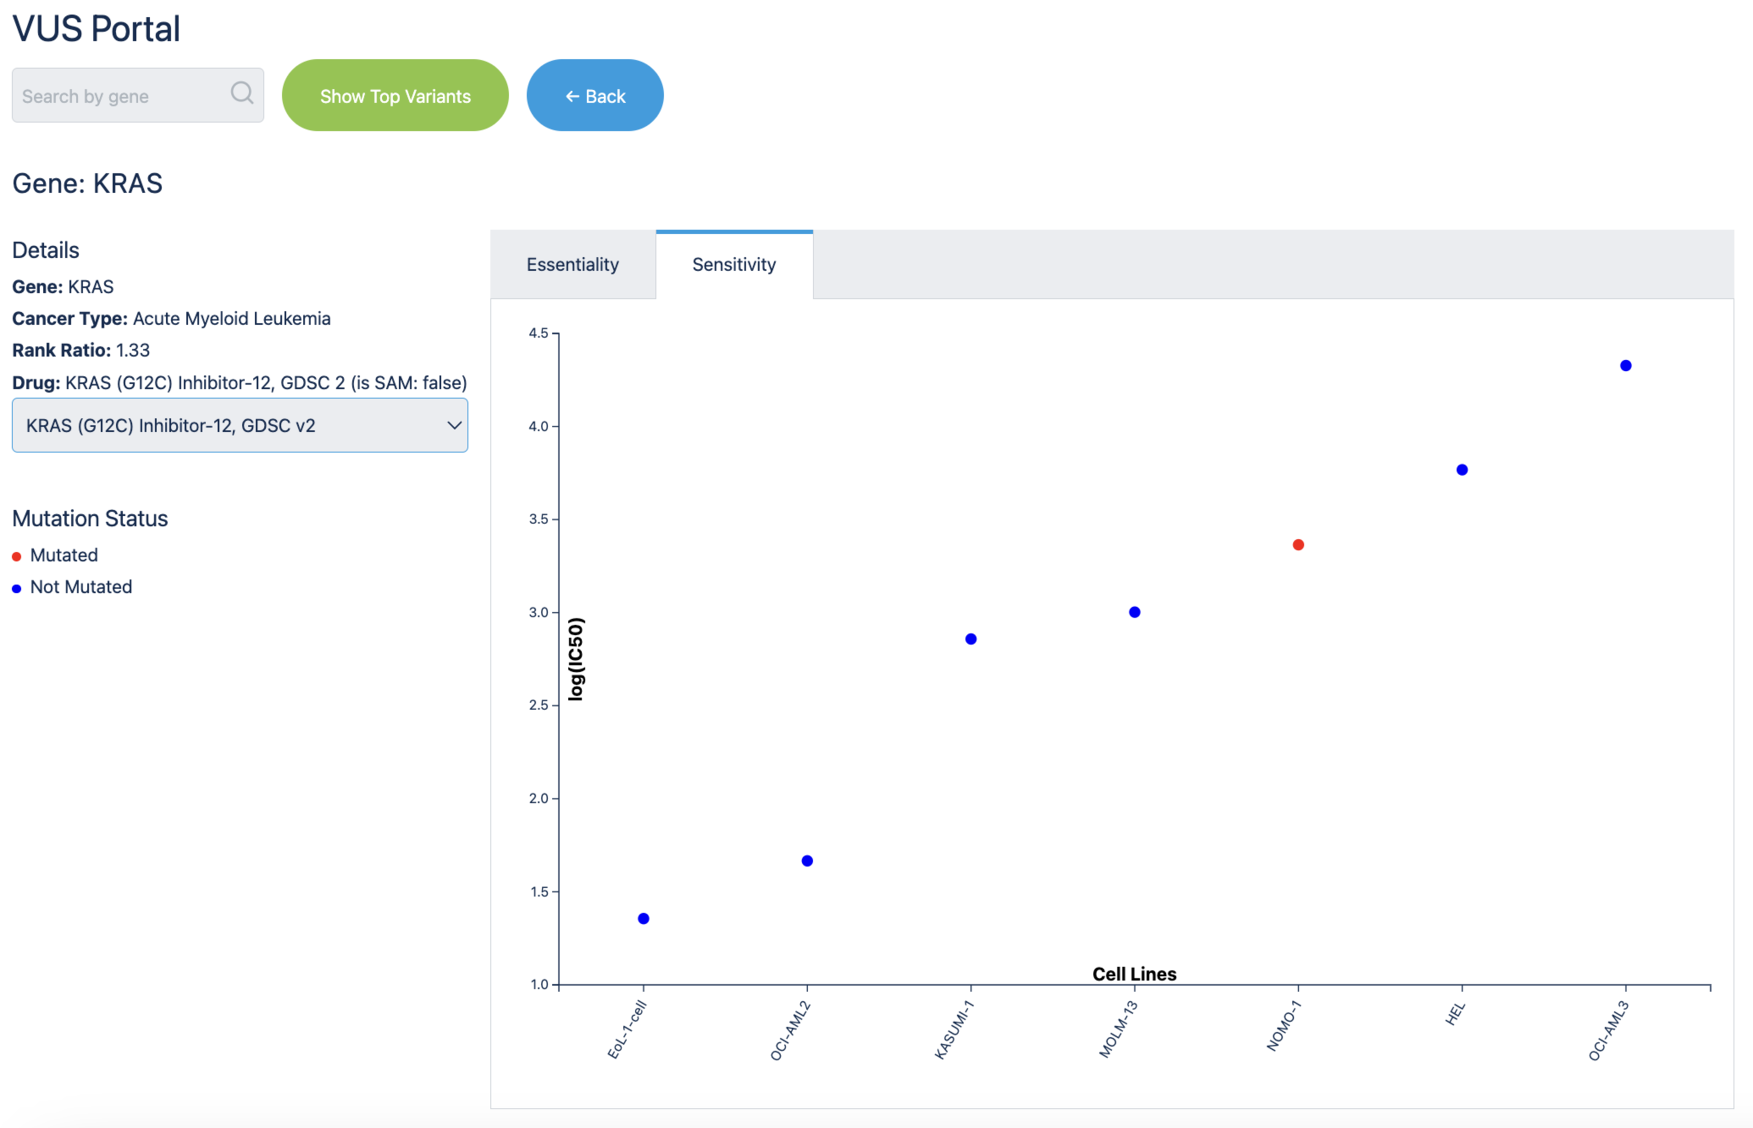 VUS Portal
Search by gene
Show Top Variants
← Back
Gene: KRAS
Details
Gene: KRAS
Cancer Type: Acute Myeloid Leukemia
Rank Ratio: 1.33
Drug: KRAS (G12C) Inhibitor-12, GDSC 2 (is SAM: false)
KRAS (G12C) Inhibitor-12, GDSC v2
Mutation Status
Mutated
Not Mutated
Essentiality
Sensitivity
4.5
4.0
3.5
3.0
2.5
2.0
1.5
1.0
log(IC50)
Cell Lines
EoL-1-cell
OCI-AML2
KASUMI-1
MOLM-13
NOMO-1
HEL
OCI-AML3